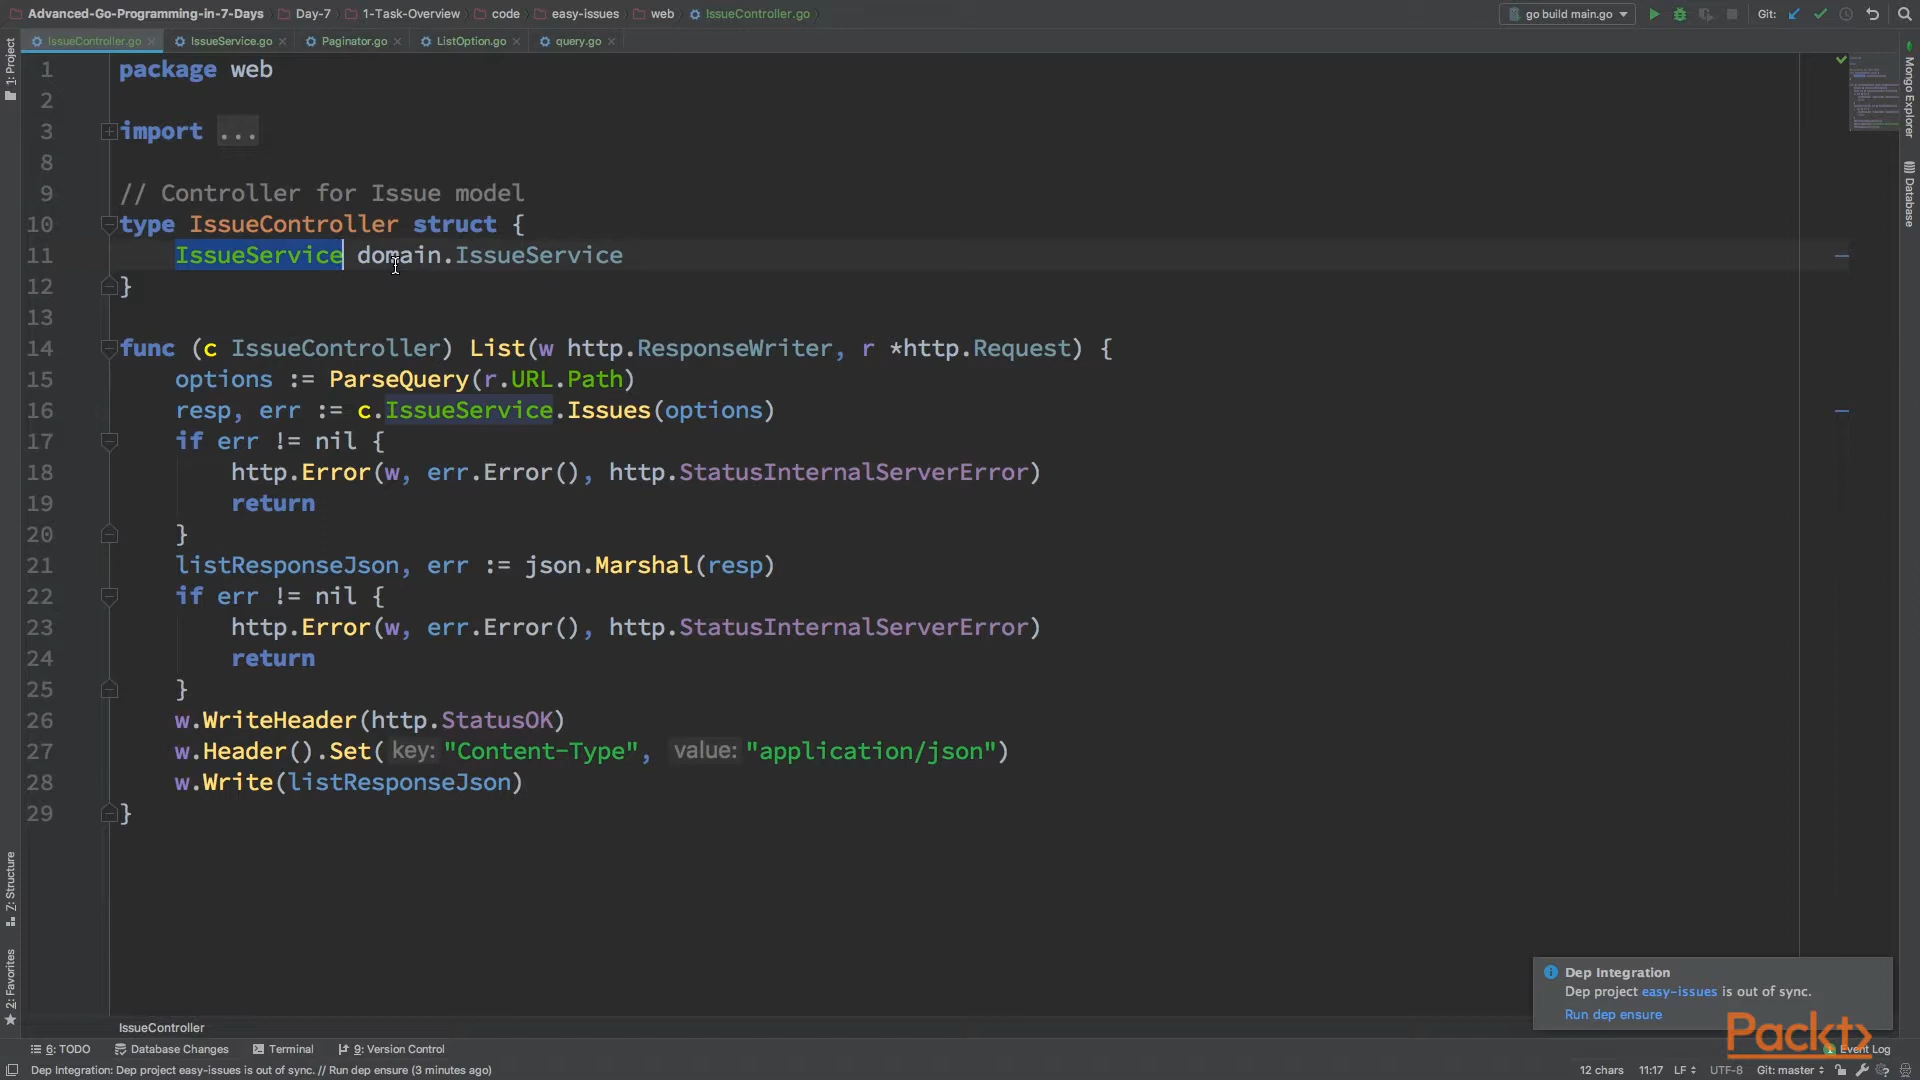 Advanced-Go-Programming-in-7-Days Day-7 1-Task-Overview code easy-issues web IssueController.go go build main.go Git:
IssueController.go IssueService.go Paginator.go ListOption.go query.go
1: Project
Mongo Explorer
Database
Z: Structure
2: Favorites
1 package web
2
3 import ...
8
9 // Controller for Issue model
10 type IssueController struct {
11 IssueService domain.IssueService
12 }
13
14 func (c IssueController) List(w http.ResponseWriter, r *http.Request) {
15 options := ParseQuery(r.URL.Path)
16 resp, err := c.IssueService.Issues(options)
17 if err != nil {
18 http.Error(w, err.Error(), http.StatusInternalServerError)
19 return
20 }
21 listResponseJson, err := json.Marshal(resp)
22 if err != nil {
23 http.Error(w, err.Error(), http.StatusInternalServerError)
24 return
25 }
26 w.WriteHeader(http.StatusOK)
27 w.Header().Set( key: "Content-Type", value: "application/json")
28 w.Write(listResponseJson)
29 }
Dep Integration
Dep project easy-issues is out of sync.
Run dep ensure
Packt>
IssueController
6: TODO Database Changes Terminal 9: Version Control 1 Event Log
Dep Integration: Dep project easy-issues is out of sync. // Run dep ensure (3 minutes ago) 12 chars 11:17 LF UTF-8 Git: master